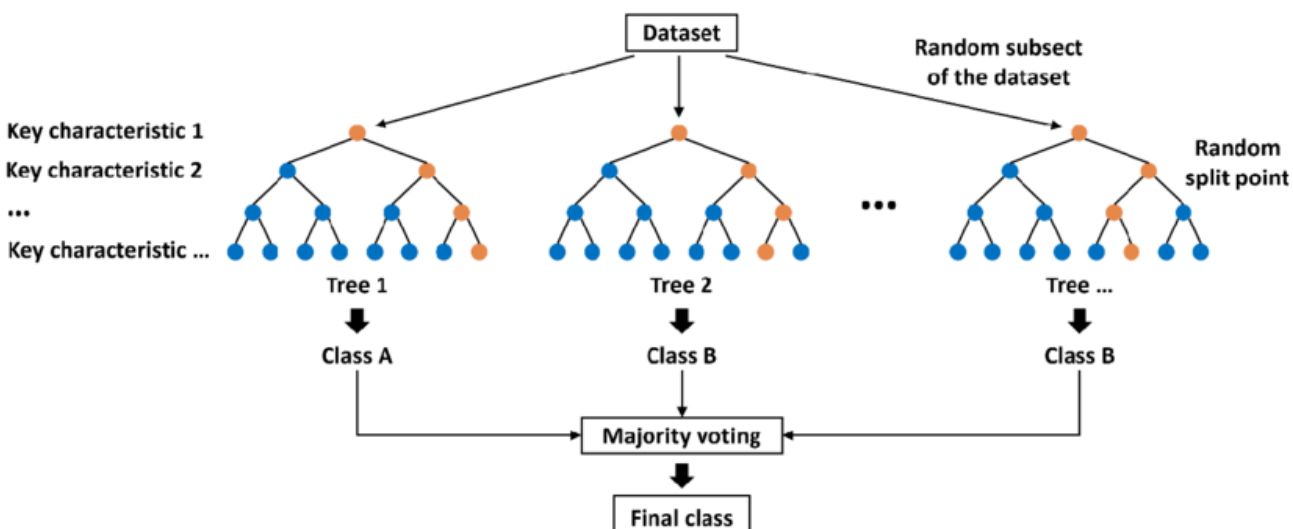 Dataset
Random subsect
of the dataset
Key characteristic 1
Key characteristic 2
Random
split point
...
...
Key characteristic ...
Tree 1
Tree 2
Tree ...
Class A
Class B
Class B
Majority voting
Final class